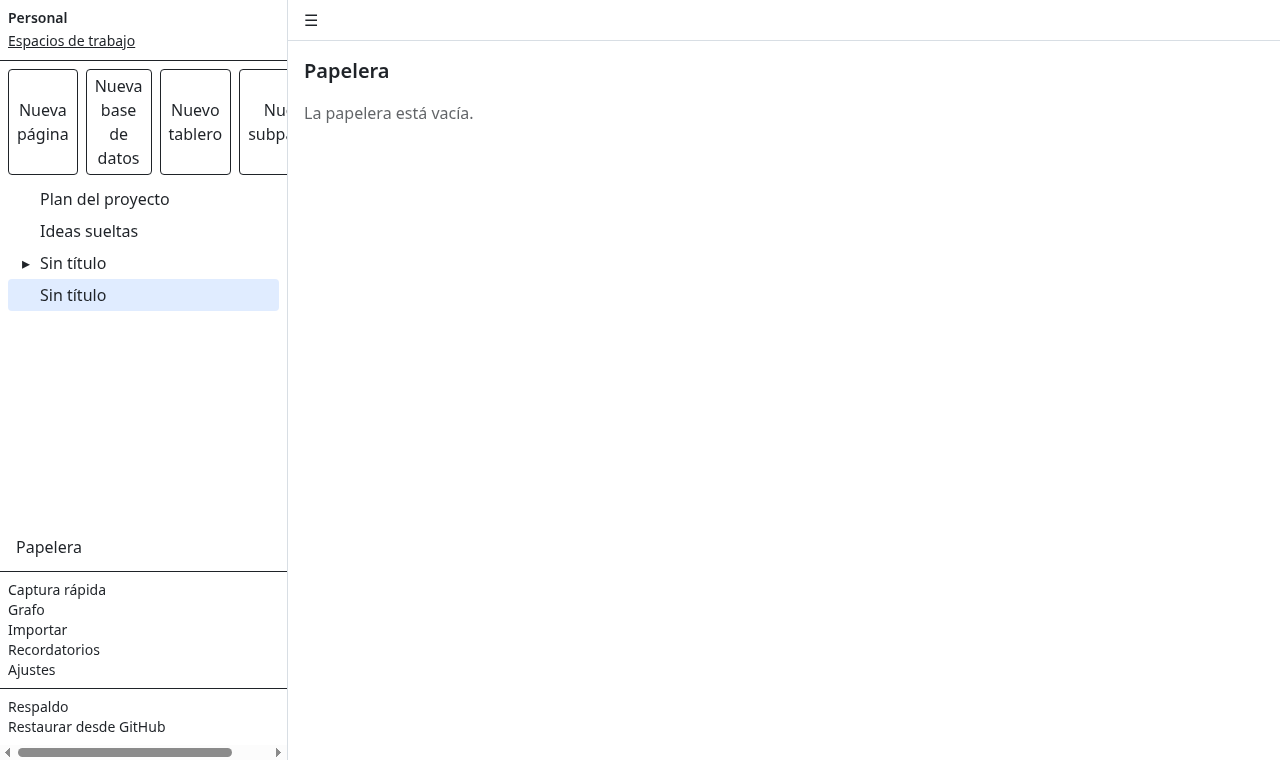 Personal
Espacios de trabajo
Nueva
página
Nueva
base
de
datos
Nuevo
tablero
Plan del proyecto
Ideas sueltas
Sin título
Sin título
Papelera
Captura rápida
Grafo
Importar
Recordatorios
Ajustes
Respaldo
Restaurar desde GitHub
☰
Papelera
La papelera está vacía.